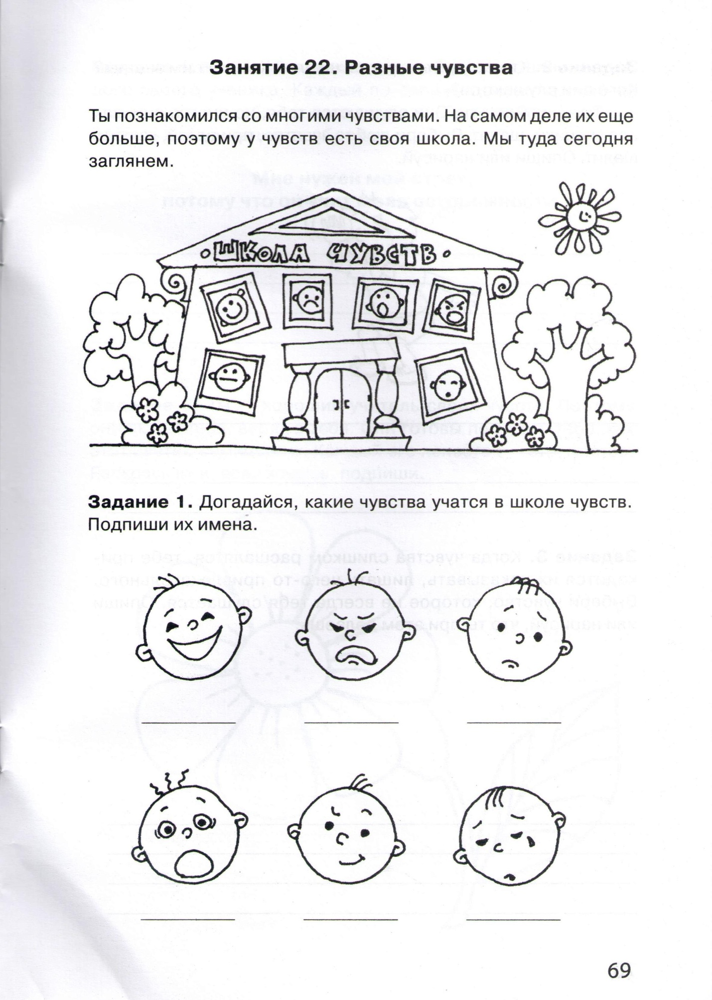 Занятие 22. Разные чувства
Ты познакомился со многими чувствами. На самом деле их еще
больше, поэтому у чувств есть своя школа. Мы туда сегодня
заглянем.
ШКОЛА ЧУВСТВ
Задание 1. Догадайся, какие чувства учатся в школе чувств.
Подпиши их имена.
69